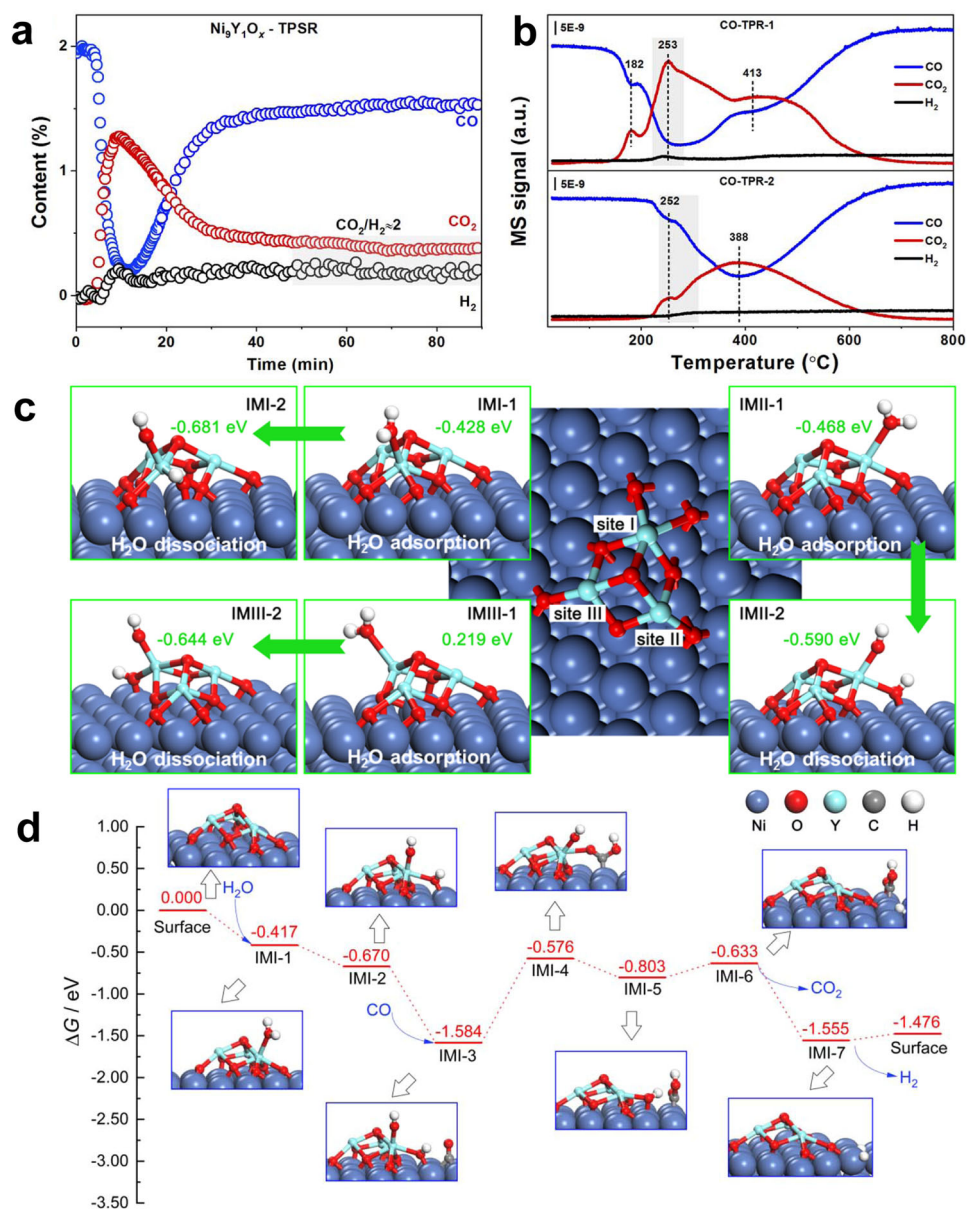 a
Ni₉Y₁Oₓ - TPSR
2
1
0
Content (%)
CO
CO₂/H₂≈2
CO₂
H₂
0 20 40 60 80
Time (min)
b
5E-9
CO-TPR-1
182
253
413
CO
CO₂
H₂
5E-9
CO-TPR-2
252
388
CO
CO₂
H₂
MS signal (a.u.)
0 200 400 600 800
Temperature (°C)
c
IMI-2
-0.681 eV
H₂O dissociation
IMI-1
-0.428 eV
H₂O adsorption
site I
site III
site II
IMII-1
-0.468 eV
H₂O adsorption
IMIII-2
-0.644 eV
H₂O dissociation
IMIII-1
0.219 eV
H₂O adsorption
IMII-2
-0.590 eV
H₂O dissociation
Ni O Y C H
d
1.00
0.50
0.00
-0.50
-1.00
-1.50
-2.00
-2.50
-3.00
-3.50
ΔG / eV
0.000
Surface
H₂O
-0.417
IMI-1
-0.670
IMI-2
CO
-1.584
IMI-3
-0.576
IMI-4
-0.803
IMI-5
-0.633
IMI-6
CO₂
-1.555
IMI-7
-1.476
Surface
H₂